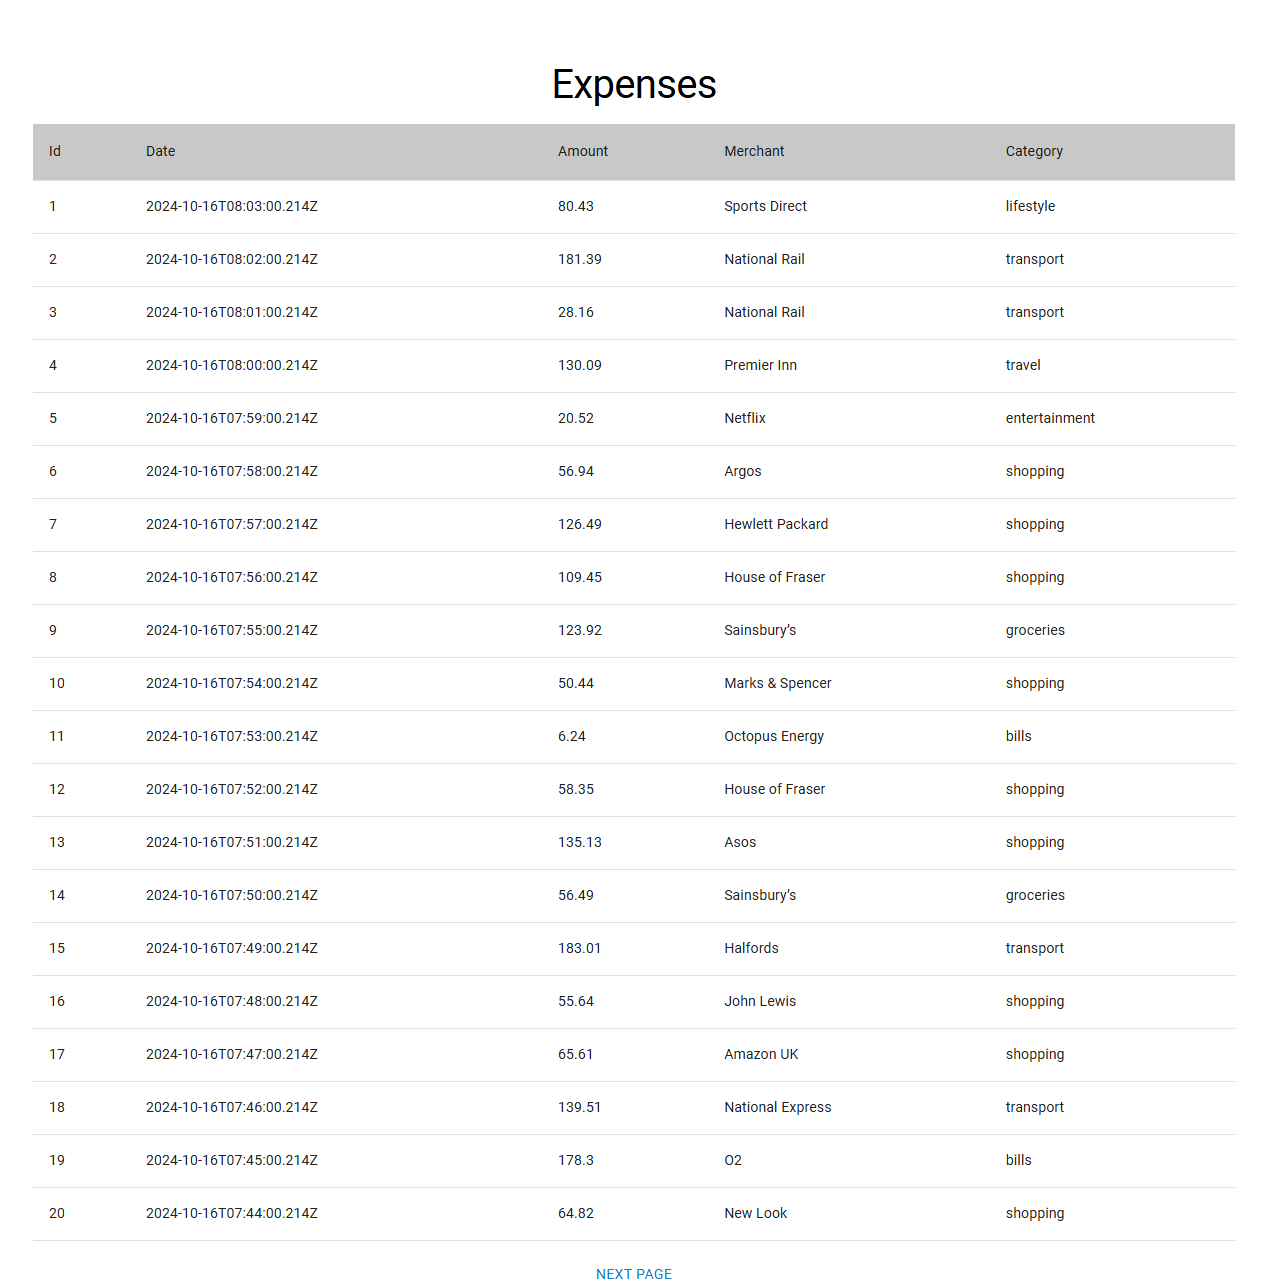 Expenses
Id Date Amount Merchant Category
1 2024-10-16T08:03:00.214Z 80.43 Sports Direct lifestyle
2 2024-10-16T08:02:00.214Z 181.39 National Rail transport
3 2024-10-16T08:01:00.214Z 28.16 National Rail transport
4 2024-10-16T08:00:00.214Z 130.09 Premier Inn travel
5 2024-10-16T07:59:00.214Z 20.52 Netflix entertainment
6 2024-10-16T07:58:00.214Z 56.94 Argos shopping
7 2024-10-16T07:57:00.214Z 126.49 Hewlett Packard shopping
8 2024-10-16T07:56:00.214Z 109.45 House of Fraser shopping
9 2024-10-16T07:55:00.214Z 123.92 Sainsbury’s groceries
10 2024-10-16T07:54:00.214Z 50.44 Marks & Spencer shopping
11 2024-10-16T07:53:00.214Z 6.24 Octopus Energy bills
12 2024-10-16T07:52:00.214Z 58.35 House of Fraser shopping
13 2024-10-16T07:51:00.214Z 135.13 Asos shopping
14 2024-10-16T07:50:00.214Z 56.49 Sainsbury’s groceries
15 2024-10-16T07:49:00.214Z 183.01 Halfords transport
16 2024-10-16T07:48:00.214Z 55.64 John Lewis shopping
17 2024-10-16T07:47:00.214Z 65.61 Amazon UK shopping
18 2024-10-16T07:46:00.214Z 139.51 National Express transport
19 2024-10-16T07:45:00.214Z 178.3 O2 bills
20 2024-10-16T07:44:00.214Z 64.82 New Look shopping
NEXT PAGE